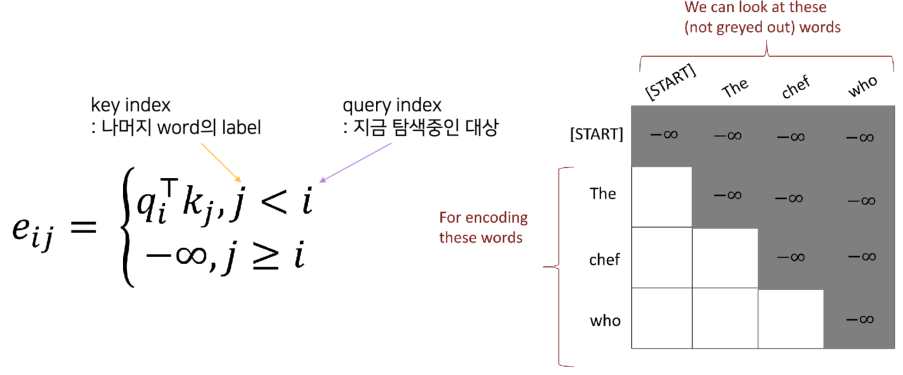 key index
: 나머지 word의 label
query index
: 지금 탐색중인 대상
e_{ij} = { q_i^⊤ k_j, j < i
−∞, j ≥ i
We can look at these
(not greyed out) words
[START] The chef who
For encoding
these words
[START] −∞ −∞ −∞ −∞
The −∞ −∞ −∞
chef −∞ −∞
who −∞